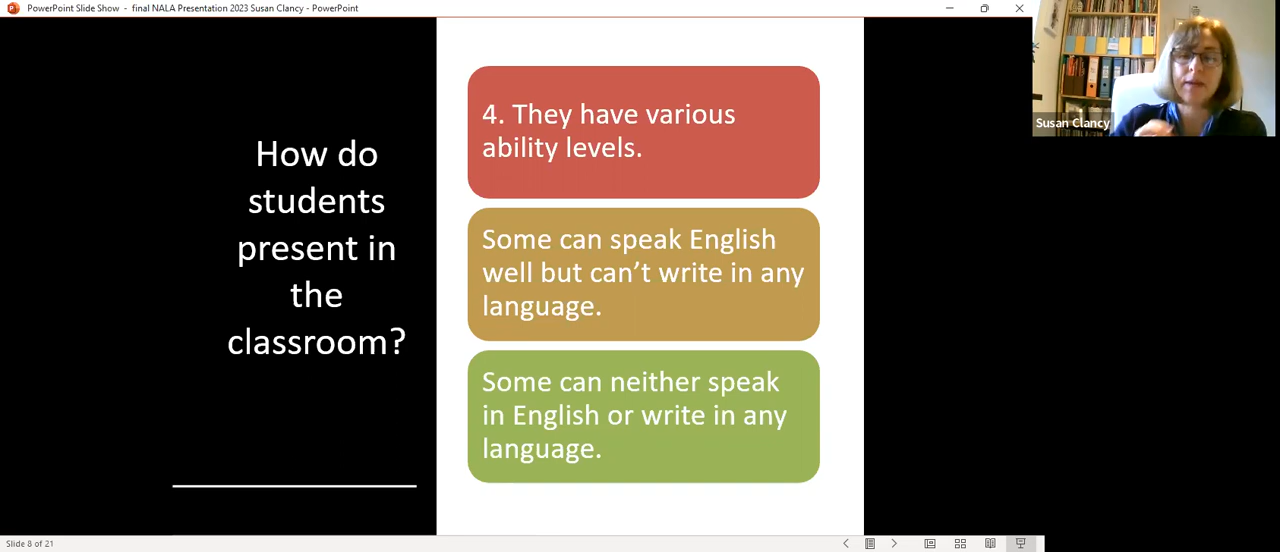 PowerPoint Slide Show - final NALA Presentation 2023 Susan Clancy - PowerPoint
How do
students
present in
the
classroom?
4. They have various
ability levels.
Some can speak English
well but can’t write in any
language.
Some can neither speak
in English or write in any
language.
Susan Clancy
Slide 8 of 21